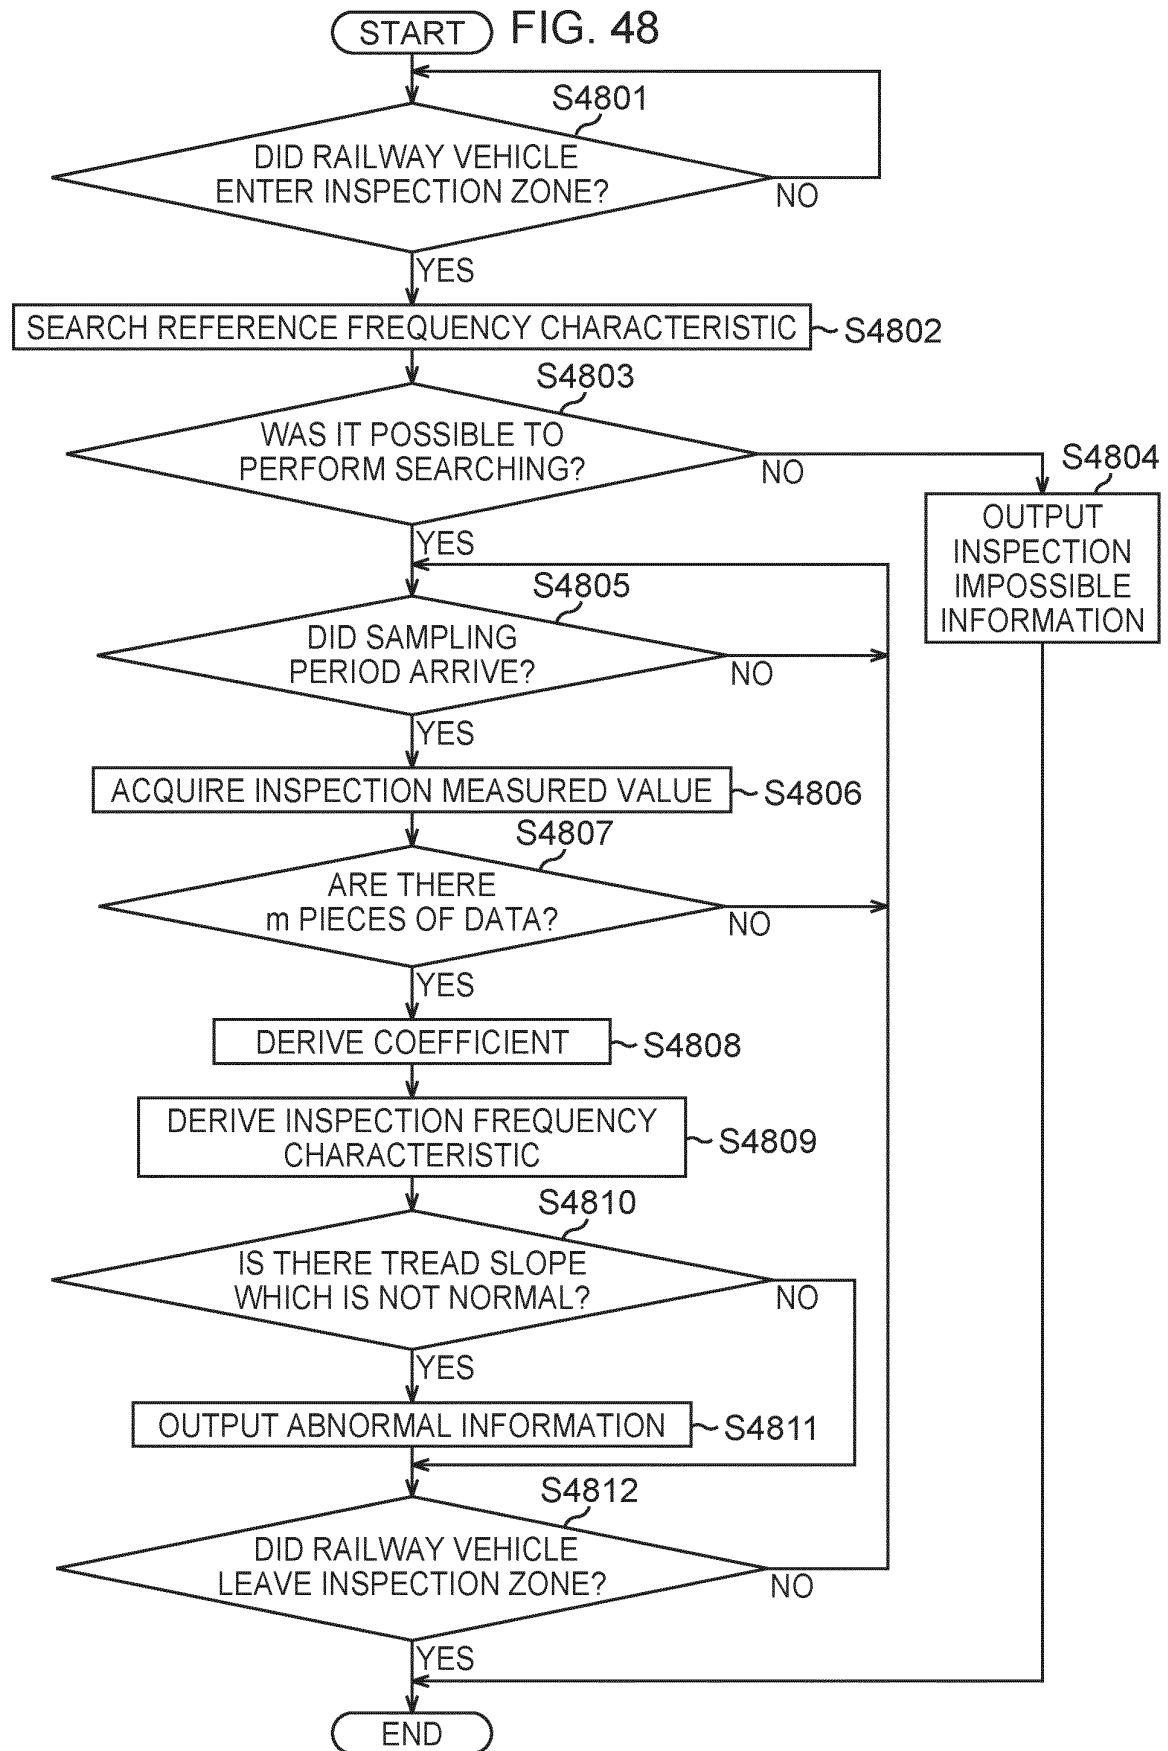 START
FIG. 48
S4801
DID RAILWAY VEHICLE
ENTER INSPECTION ZONE?
NO
YES
SEARCH REFERENCE FREQUENCY CHARACTERISTIC
S4802
S4803
WAS IT POSSIBLE TO
PERFORM SEARCHING?
NO
S4804
OUTPUT
INSPECTION
IMPOSSIBLE
INFORMATION
YES
S4805
DID SAMPLING
PERIOD ARRIVE?
NO
YES
ACQUIRE INSPECTION MEASURED VALUE
S4806
S4807
ARE THERE
m PIECES OF DATA?
NO
YES
DERIVE COEFFICIENT
S4808
DERIVE INSPECTION FREQUENCY
CHARACTERISTIC
S4809
S4810
IS THERE TREAD SLOPE
WHICH IS NOT NORMAL?
NO
YES
OUTPUT ABNORMAL INFORMATION
S4811
S4812
DID RAILWAY VEHICLE
LEAVE INSPECTION ZONE?
NO
YES
END